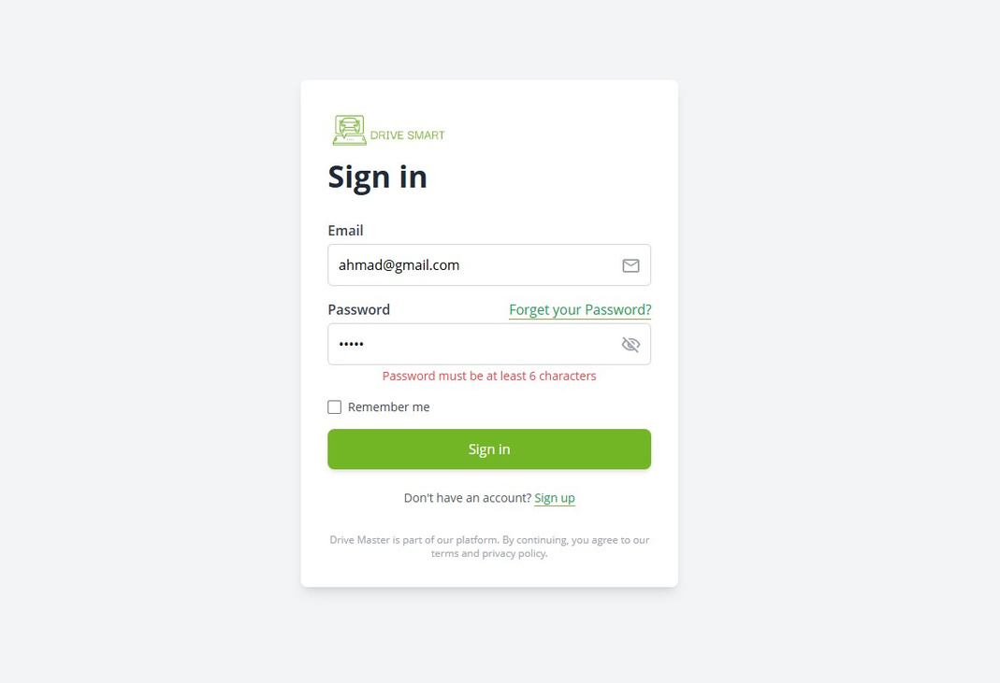 DRIVE SMART
Sign in
Email
ahmad@gmail.com
Password
Forget your Password?
•••••
Password must be at least 6 characters
Remember me
Sign in
Don't have an account? Sign up
Drive Master is part of our platform. By continuing, you agree to our
terms and privacy policy.